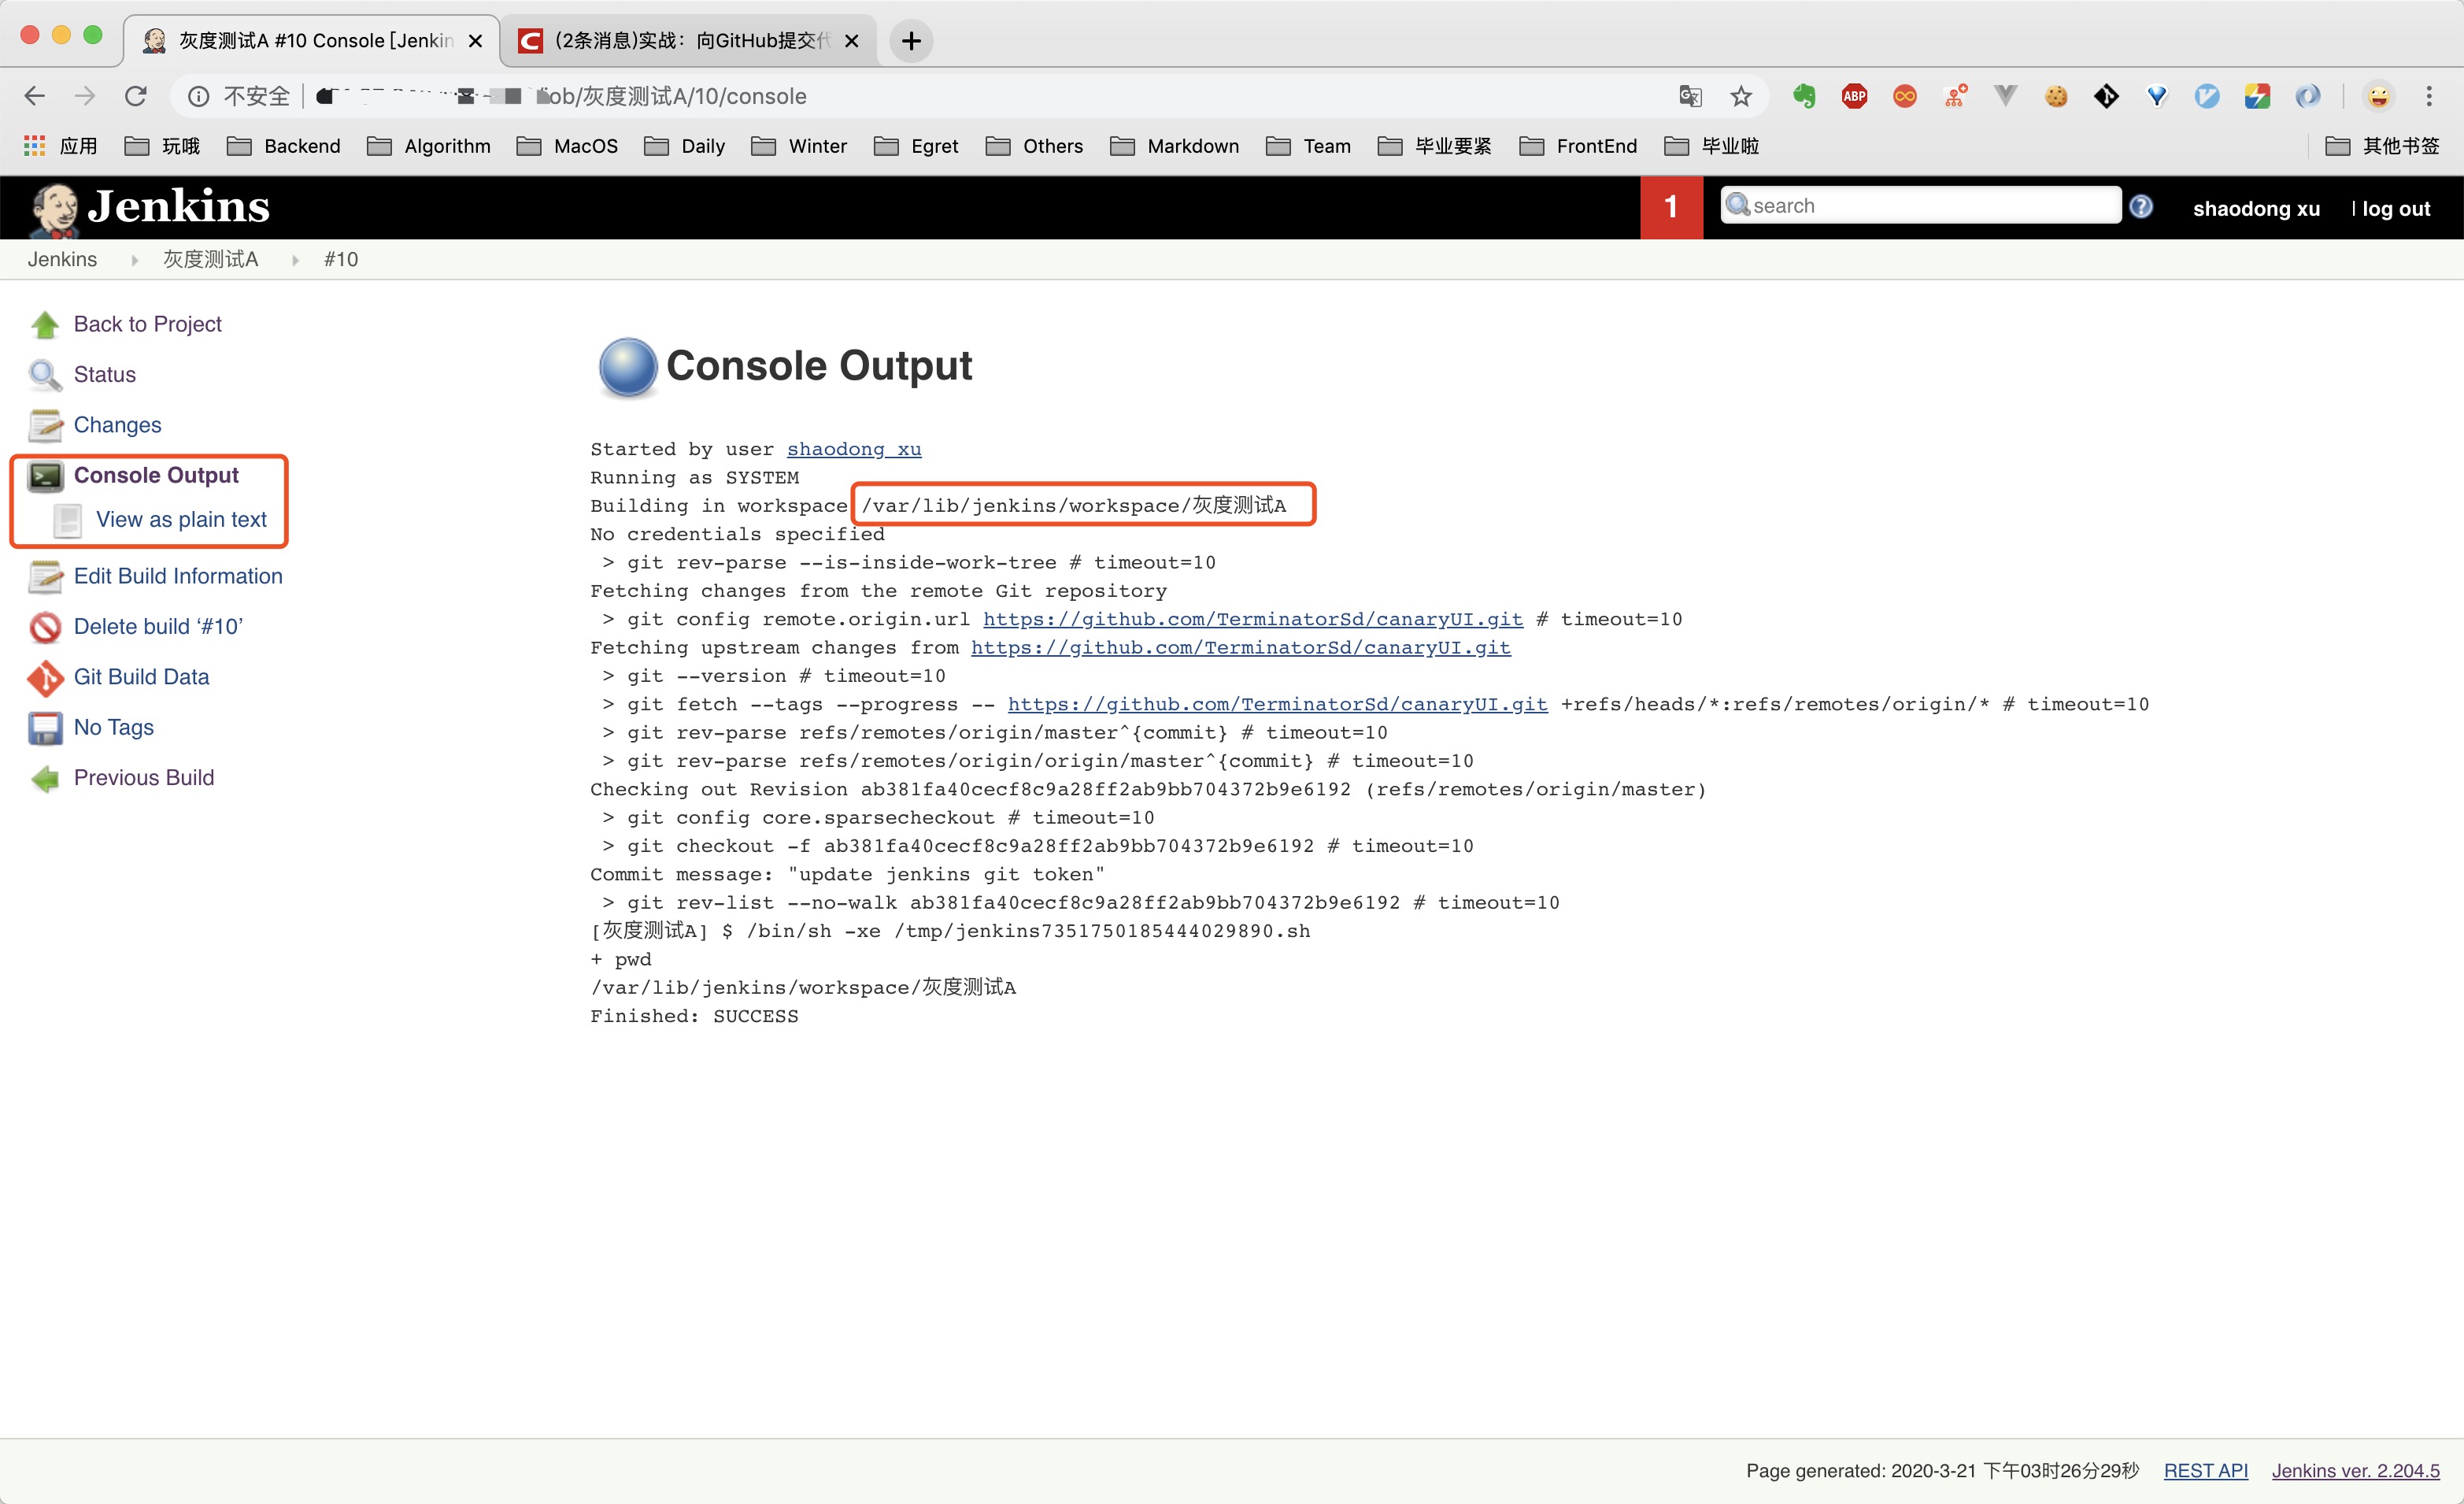 灰度测试A #10 Console [Jenkin
(2条消息)实战：向GitHub提交代
不安全
ob/灰度测试A/10/console
ABP
应用 玩哦 Backend Algorithm MacOS Daily Winter Egret Others Markdown Team 毕业要紧 FrontEnd 毕业啦 其他书签
Jenkins
1
search
shaodong xu
| log out
Jenkins 灰度测试A #10
Back to Project
Status
Changes
Console Output
View as plain text
Edit Build Information
Delete build ‘#10’
Git Build Data
No Tags
Previous Build
Console Output
Started by user shaodong xu
Running as SYSTEM
Building in workspace /var/lib/jenkins/workspace/灰度测试A
No credentials specified
> git rev-parse --is-inside-work-tree # timeout=10
Fetching changes from the remote Git repository
> git config remote.origin.url https://github.com/TerminatorSd/canaryUI.git # timeout=10
Fetching upstream changes from https://github.com/TerminatorSd/canaryUI.git
> git --version # timeout=10
> git fetch --tags --progress -- https://github.com/TerminatorSd/canaryUI.git +refs/heads/*:refs/remotes/origin/* # timeout=10
> git rev-parse refs/remotes/origin/master^{commit} # timeout=10
> git rev-parse refs/remotes/origin/origin/master^{commit} # timeout=10
Checking out Revision ab381fa40cecf8c9a28ff2ab9bb704372b9e6192 (refs/remotes/origin/master)
> git config core.sparsecheckout # timeout=10
> git checkout -f ab381fa40cecf8c9a28ff2ab9bb704372b9e6192 # timeout=10
Commit message: "update jenkins git token"
> git rev-list --no-walk ab381fa40cecf8c9a28ff2ab9bb704372b9e6192 # timeout=10
[灰度测试A] $ /bin/sh -xe /tmp/jenkins7351750185444029890.sh
+ pwd
/var/lib/jenkins/workspace/灰度测试A
Finished: SUCCESS
Page generated: 2020-3-21 下午03时26分29秒 REST API Jenkins ver. 2.204.5